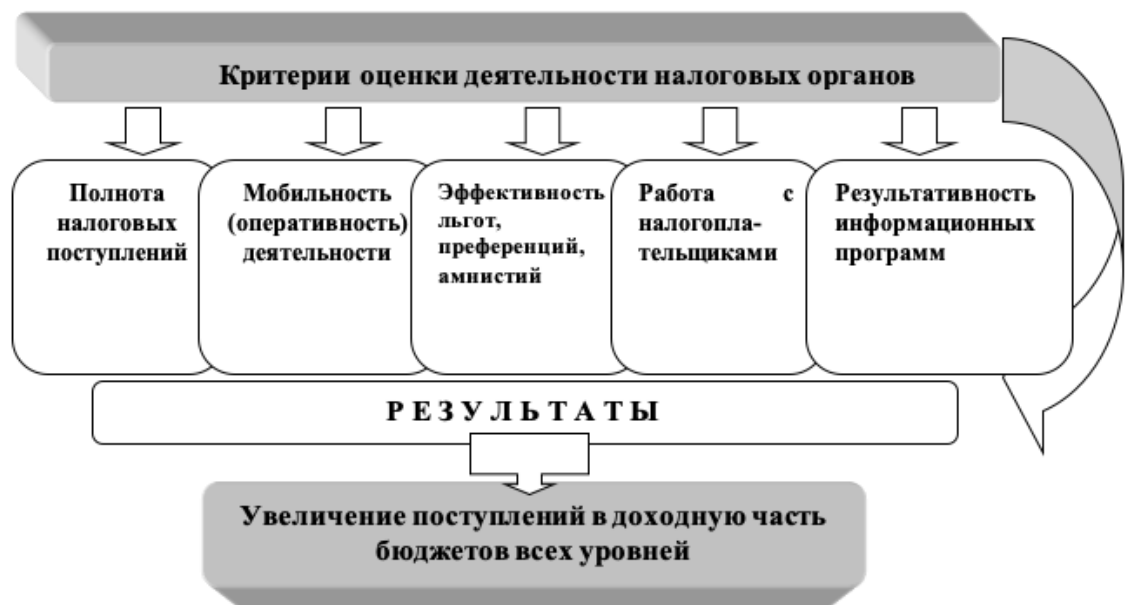 Критерии оценки деятельности налоговых органов
Полнота
налоговых
поступлений
Мобильность
(оперативность)
деятельности
Эффективность
льгот,
преференций,
амнистий
Работа с
налогопла-
тельщиками
Результативность
информационных
программ
Р Е З У Л Ь Т А Т Ы
Увеличение поступлений в доходную часть
бюджетов всех уровней